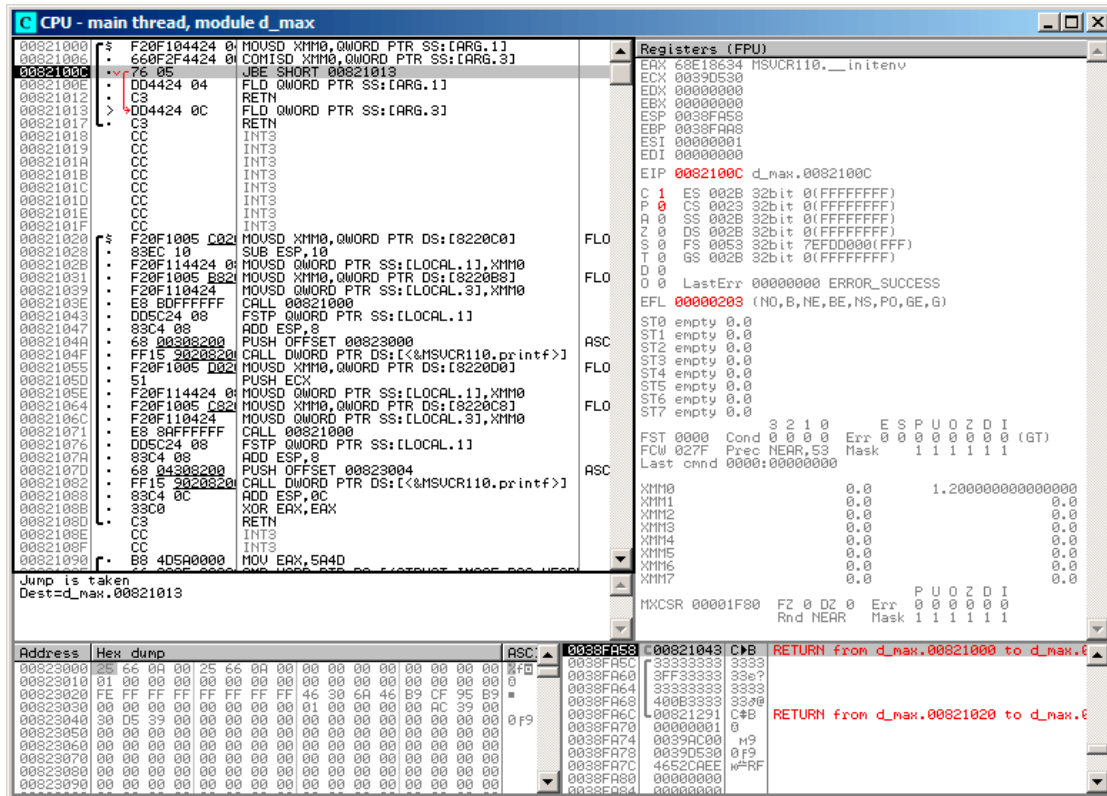 CPU - main thread, module d_max
00821000 $ F20F104424 0 MOVSD XMM0,QWORD PTR SS:[ARG.1]
00821006 · 660F2F4424 0 COMISD XMM0,QWORD PTR SS:[ARG.3]
0082100C · 76 05 JBE SHORT 00821013
0082100E · DD4424 04 FLD QWORD PTR SS:[ARG.1]
00821012 · C3 RETN
00821013 > DD4424 0C FLD QWORD PTR SS:[ARG.3]
00821017 · C3 RETN
00821018 CC INT3
00821019 CC INT3
0082101A CC INT3
0082101B CC INT3
0082101C CC INT3
0082101D CC INT3
0082101E CC INT3
0082101F CC INT3
00821020 $ F20F1005 C02 MOVSD XMM0,QWORD PTR DS:[8220C0] FLO
00821028 · 83EC 10 SUB ESP,10
0082102B · F20F114424 0 MOVSD QWORD PTR SS:[LOCAL.1],XMM0
00821031 · F20F1005 B82 MOVSD XMM0,QWORD PTR DS:[8220B8] FLO
00821039 · F20F110424 MOVSD QWORD PTR SS:[LOCAL.3],XMM0
0082103E · E8 BDFFFFFF CALL 00821000
00821043 · DD5C24 08 FSTP QWORD PTR SS:[LOCAL.1]
00821047 · 83C4 08 ADD ESP,8
0082104A · 68 00308200 PUSH OFFSET 00823000 ASC
0082104F · FF15 90208200 CALL DWORD PTR DS:[<&MSVCR110.printf>]
00821055 · F20F1005 D02 MOVSD XMM0,QWORD PTR DS:[8220D0] FLO
0082105D · 51 PUSH ECX
0082105E · F20F114424 0 MOVSD QWORD PTR SS:[LOCAL.1],XMM0
00821064 · F20F1005 C82 MOVSD XMM0,QWORD PTR DS:[8220C8] FLO
0082106C · F20F110424 MOVSD QWORD PTR SS:[LOCAL.3],XMM0
00821071 · E8 8AFFFFFF CALL 00821000
00821076 · DD5C24 08 FSTP QWORD PTR SS:[LOCAL.1]
0082107A · 83C4 08 ADD ESP,8
0082107D · 68 04308200 PUSH OFFSET 00823004 ASC
00821082 · FF15 90208200 CALL DWORD PTR DS:[<&MSVCR110.printf>]
00821088 · 83C4 0C ADD ESP,0C
0082108B · 33C0 XOR EAX,EAX
0082108D · C3 RETN
0082108E CC INT3
0082108F CC INT3
00821090 · B8 4D5A0000 MOV EAX,5A4D
Jump is taken
Dest=d_max.00821013
Registers (FPU)
EAX 68E18634 MSVCR110.__initenv
ECX 0039D530
EDX 00000000
EBX 00000000
ESP 0038FA58
EBP 0038FAA8
ESI 00000001
EDI 00000000
EIP 0082100C d_max.0082100C
C 1 ES 002B 32bit 0(FFFFFFFF)
P 0 CS 0023 32bit 0(FFFFFFFF)
A 0 SS 002B 32bit 0(FFFFFFFF)
Z 0 DS 002B 32bit 0(FFFFFFFF)
S 0 FS 0053 32bit 7EFDD000(FFF)
T 0 GS 002B 32bit 0(FFFFFFFF)
D 0
O 0 LastErr 00000000 ERROR_SUCCESS
EFL 00000203 (NO,B,NE,BE,NS,PO,GE,G)
ST0 empty 0.0
ST1 empty 0.0
ST2 empty 0.0
ST3 empty 0.0
ST4 empty 0.0
ST5 empty 0.0
ST6 empty 0.0
ST7 empty 0.0
3 2 1 0 E S P U O Z D I
FST 0000 Cond 0 0 0 0 Err 0 0 0 0 0 0 0 0 (GT)
FCW 027F Prec NEAR,53 Mask 1 1 1 1 1 1
Last cmnd 0000:00000000
XMM0 0.0 1.200000000000000
XMM1 0.0 0.0
XMM2 0.0 0.0
XMM3 0.0 0.0
XMM4 0.0 0.0
XMM5 0.0 0.0
XMM6 0.0 0.0
XMM7 0.0 0.0
P U O Z D I
MXCSR 00001F80 FZ 0 DZ 0 Err 0 0 0 0 0 0
Rnd NEAR Mask 1 1 1 1 1 1
Address Hex dump ASC
00823000 25 66 0A 00 25 66 0A 00 00 00 00 00 00 00 00 00 %f
00823010 01 00 00 00 00 00 00 00 00 00 00 00 00 00 00 00
00823020 FE FF FF FF FF FF FF FF 46 30 6A 46 B9 CF 95 B9
00823030 00 00 00 00 00 00 00 00 01 00 00 00 00 AC 39 00
00823040 30 D5 39 00 00 00 00 00 00 00 00 00 00 00 00 00 0╒9
00823050 00 00 00 00 00 00 00 00 00 00 00 00 00 00 00 00
00823060 00 00 00 00 00 00 00 00 00 00 00 00 00 00 00 00
00823070 00 00 00 00 00 00 00 00 00 00 00 00 00 00 00 00
00823080 00 00 00 00 00 00 00 00 00 00 00 00 00 00 00 00
00823090 00 00 00 00 00 00 00 00 00 00 00 00 00 00 00 00
0038FA58 00821043 C►B RETURN from d_max.00821000 to d_max.0
0038FA5C 33333333 3333
0038FA60 3FF33333 33e?
0038FA64 33333333 3333
0038FA68 400B3333 33♂@
0038FA6C 00821291 C‡B RETURN from d_max.00821020 to d_max.0
0038FA70 00000001
0038FA74 0039AC00 м9
0038FA78 0039D530 0╒9
0038FA7C 4652CAEE RF
0038FA80 00000000
0038FA84 00000000